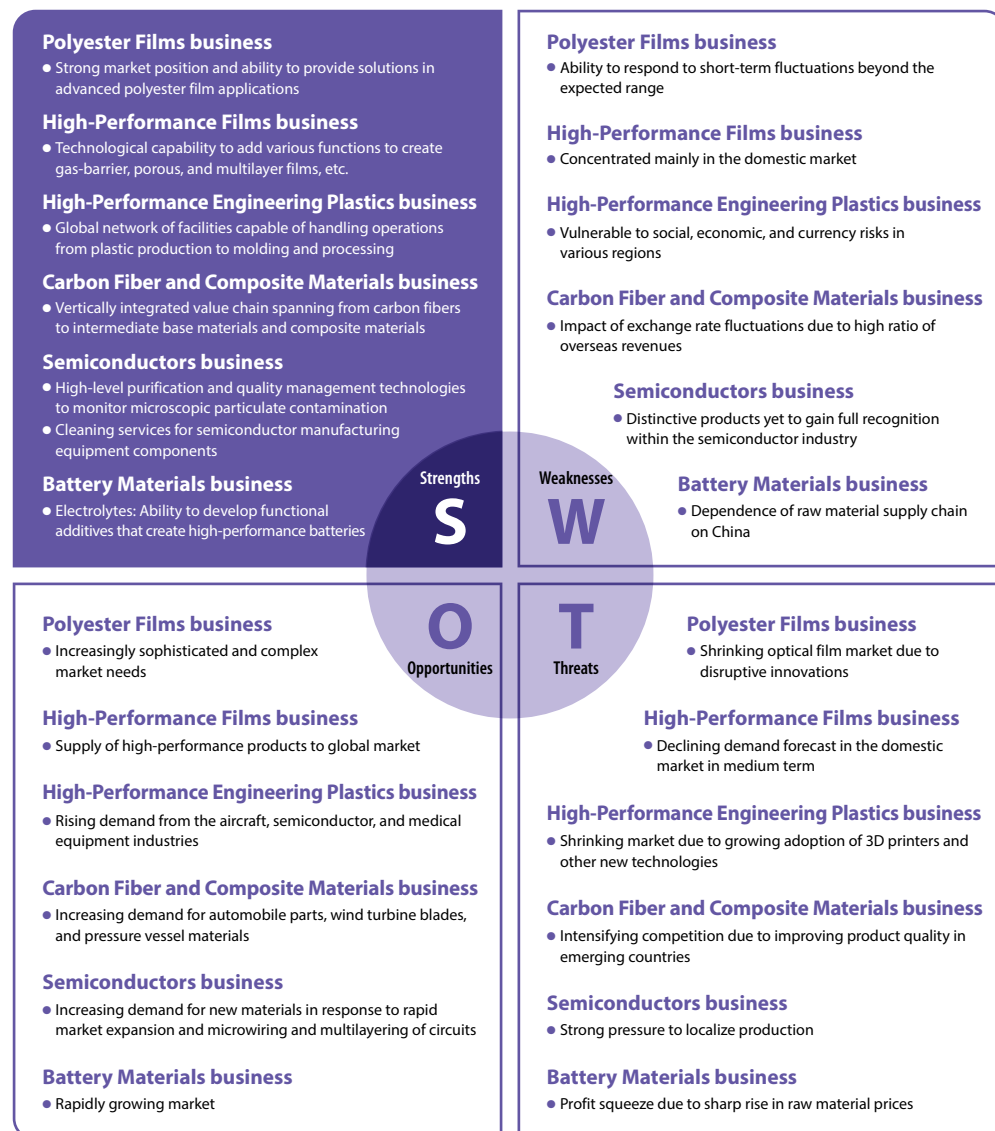 Polyester Films business
● Strong market position and ability to provide solutions in
advanced polyester film applications
High-Performance Films business
● Technological capability to add various functions to create
gas-barrier, porous, and multilayer films, etc.
High-Performance Engineering Plastics business
● Global network of facilities capable of handling operations
from plastic production to molding and processing
Carbon Fiber and Composite Materials business
● Vertically integrated value chain spanning from carbon fibers
to intermediate base materials and composite materials
Semiconductors business
● High-level purification and quality management technologies
to monitor microscopic particulate contamination
● Cleaning services for semiconductor manufacturing
equipment components
Battery Materials business
● Electrolytes: Ability to develop functional
additives that create high-performance batteries
Strengths
S
Polyester Films business
● Ability to respond to short-term fluctuations beyond the
expected range
High-Performance Films business
● Concentrated mainly in the domestic market
High-Performance Engineering Plastics business
● Vulnerable to social, economic, and currency risks in
various regions
Carbon Fiber and Composite Materials business
● Impact of exchange rate fluctuations due to high ratio of
overseas revenues
Semiconductors business
● Distinctive products yet to gain full recognition
within the semiconductor industry
Battery Materials business
● Dependence of raw material supply chain
on China
Weaknesses
W
Polyester Films business
● Increasingly sophisticated and complex
market needs
High-Performance Films business
● Supply of high-performance products to global market
High-Performance Engineering Plastics business
● Rising demand from the aircraft, semiconductor, and medical
equipment industries
Carbon Fiber and Composite Materials business
● Increasing demand for automobile parts, wind turbine blades,
and pressure vessel materials
Semiconductors business
● Increasing demand for new materials in response to rapid
market expansion and microwiring and multilayering of circuits
Battery Materials business
● Rapidly growing market
O
Opportunities
T
Threats
Polyester Films business
● Shrinking optical film market due to
disruptive innovations
High-Performance Films business
● Declining demand forecast in the domestic
market in medium term
High-Performance Engineering Plastics business
● Shrinking market due to growing adoption of 3D printers and
other new technologies
Carbon Fiber and Composite Materials business
● Intensifying competition due to improving product quality in
emerging countries
Semiconductors business
● Strong pressure to localize production
Battery Materials business
● Profit squeeze due to sharp rise in raw material prices